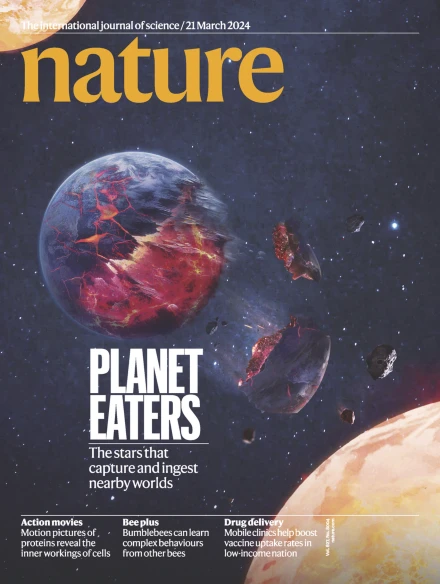 The international journal of science / 21 March 2024
nature
PLANET
EATERS
The stars that
capture and ingest
nearby worlds
Action movies
Motion pictures of
proteins reveal the
inner workings of cells
Bee plus
Bumblebees can learn
complex behaviours
from other bees
Drug delivery
Mobile clinics help boost
vaccine uptake rates in
low-income nation